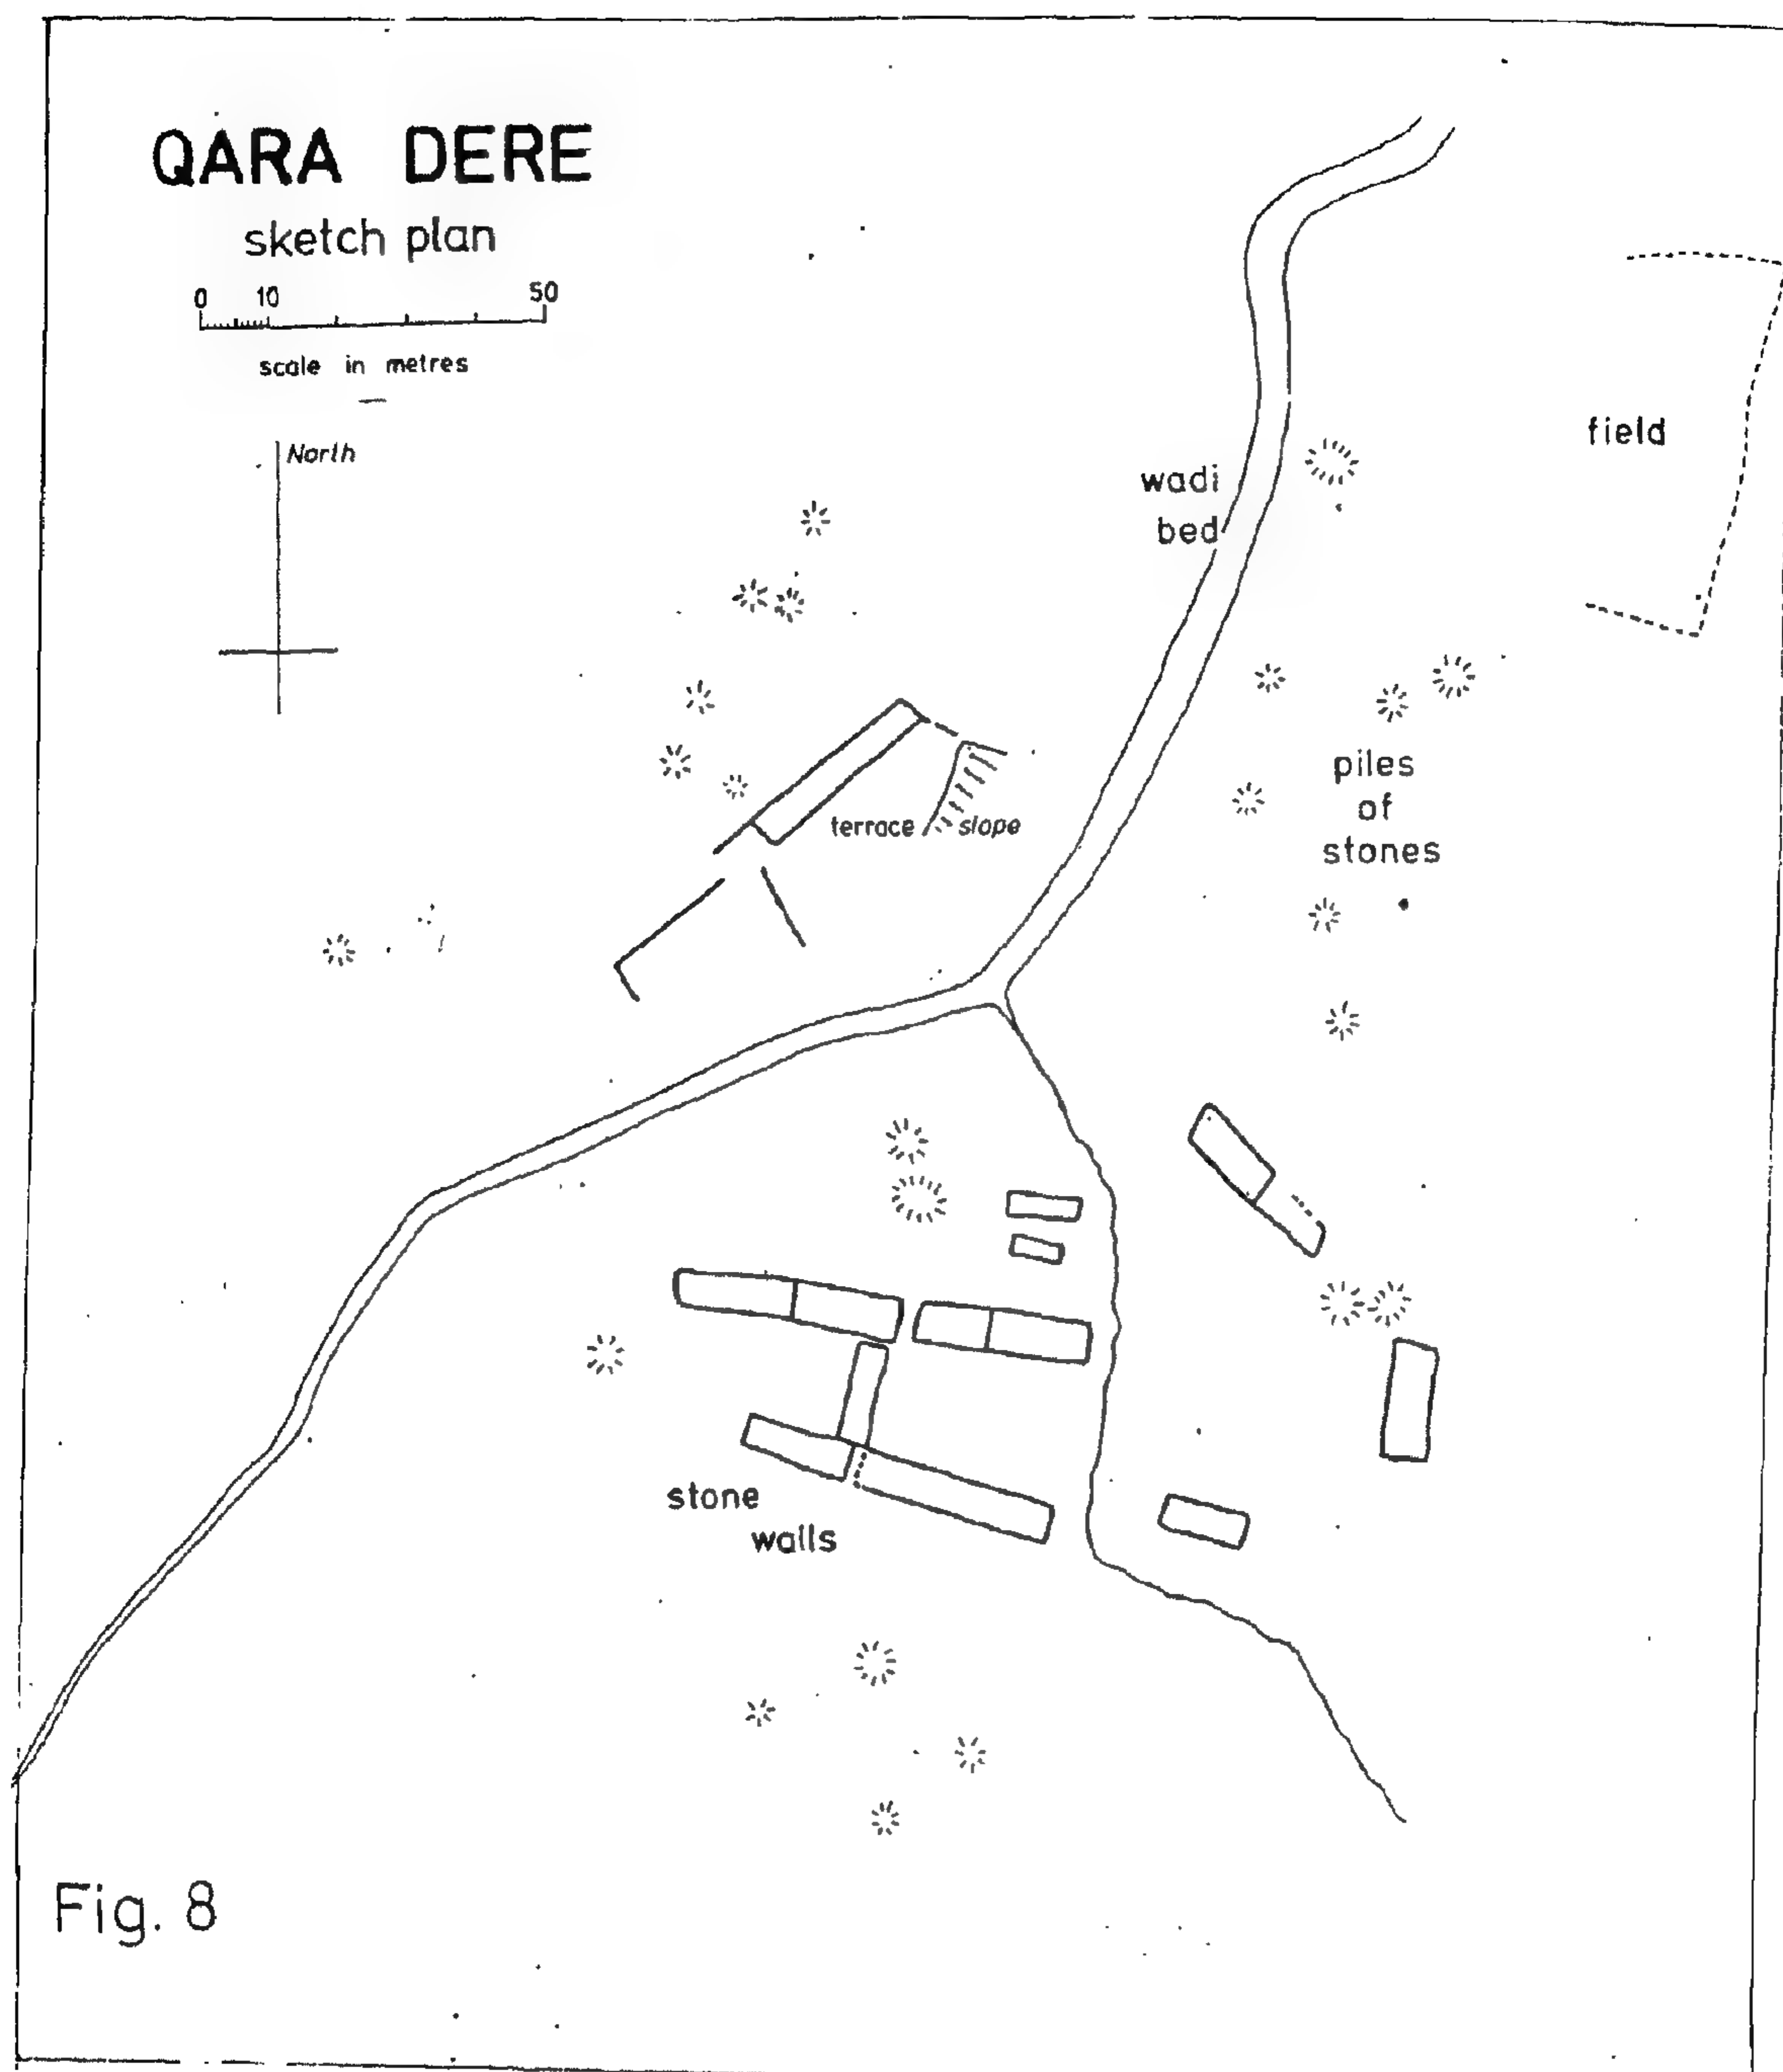 QARA DERE
sketch plan
0 10 50
scale in metres
North
field
wadi
bed
piles
of
stones
terrace slope
stone
walls
Fig. 8